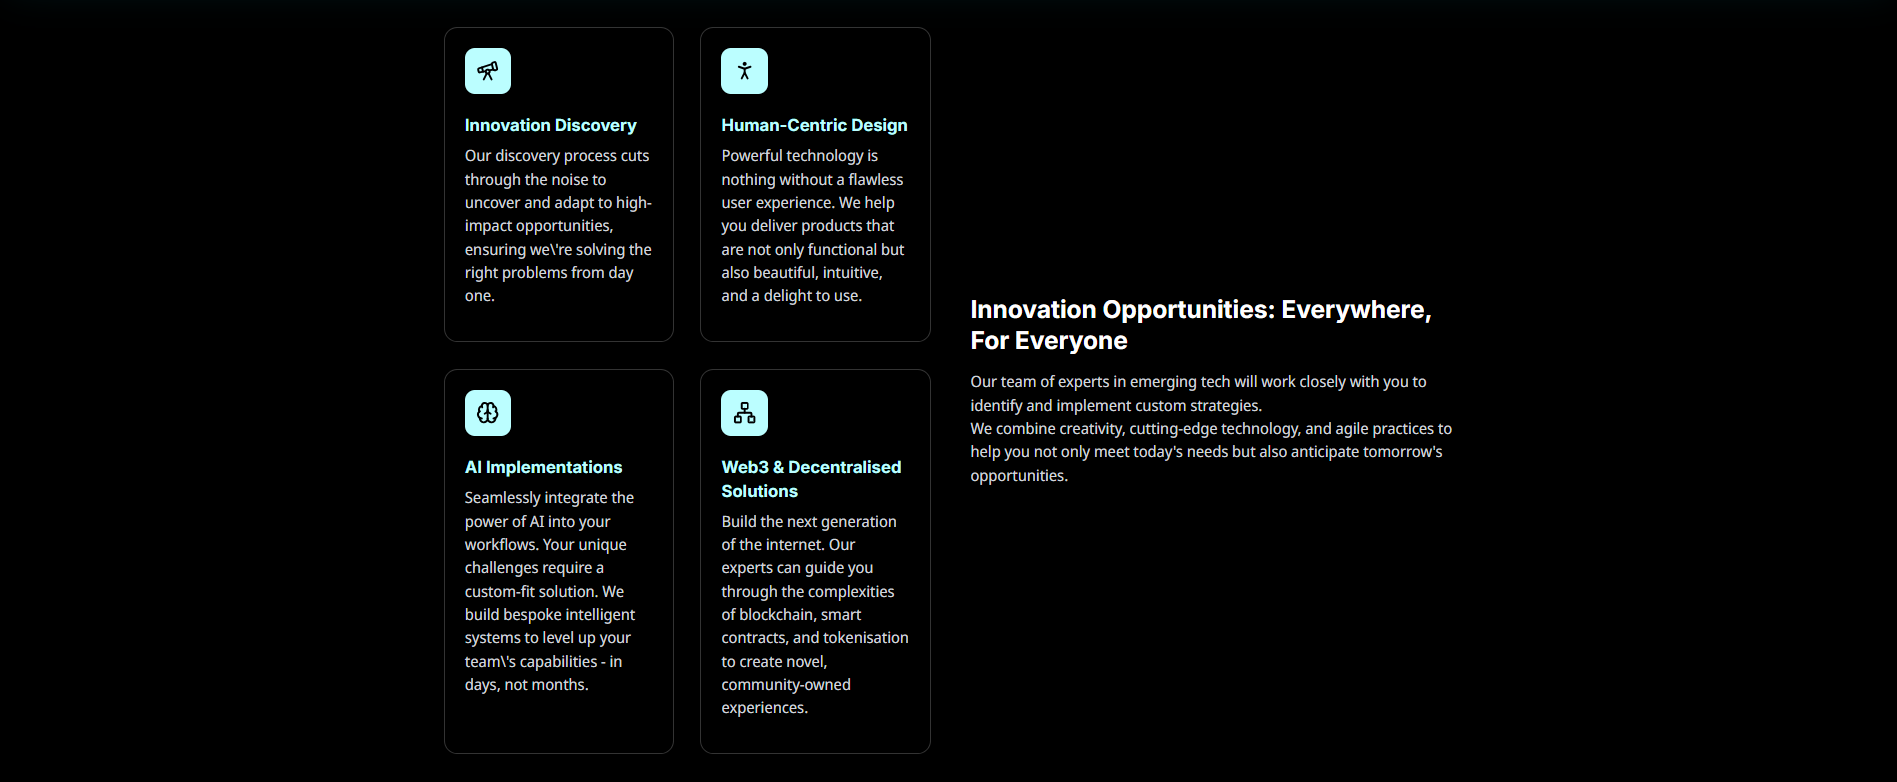 Innovation Discovery
Our discovery process cuts
through the noise to
uncover and adapt to high-
impact opportunities,
ensuring we\'re solving the
right problems from day
one.
Human-Centric Design
Powerful technology is
nothing without a flawless
user experience. We help
you deliver products that
are not only functional but
also beautiful, intuitive,
and a delight to use.
AI Implementations
Seamlessly integrate the
power of AI into your
workflows. Your unique
challenges require a
custom-fit solution. We
build bespoke intelligent
systems to level up your
team\'s capabilities - in
days, not months.
Web3 & Decentralised
Solutions
Build the next generation
of the internet. Our
experts can guide you
through the complexities
of blockchain, smart
contracts, and tokenisation
to create novel,
community-owned
experiences.
Innovation Opportunities: Everywhere,
For Everyone
Our team of experts in emerging tech will work closely with you to
identify and implement custom strategies.
We combine creativity, cutting-edge technology, and agile practices to
help you not only meet today's needs but also anticipate tomorrow's
opportunities.